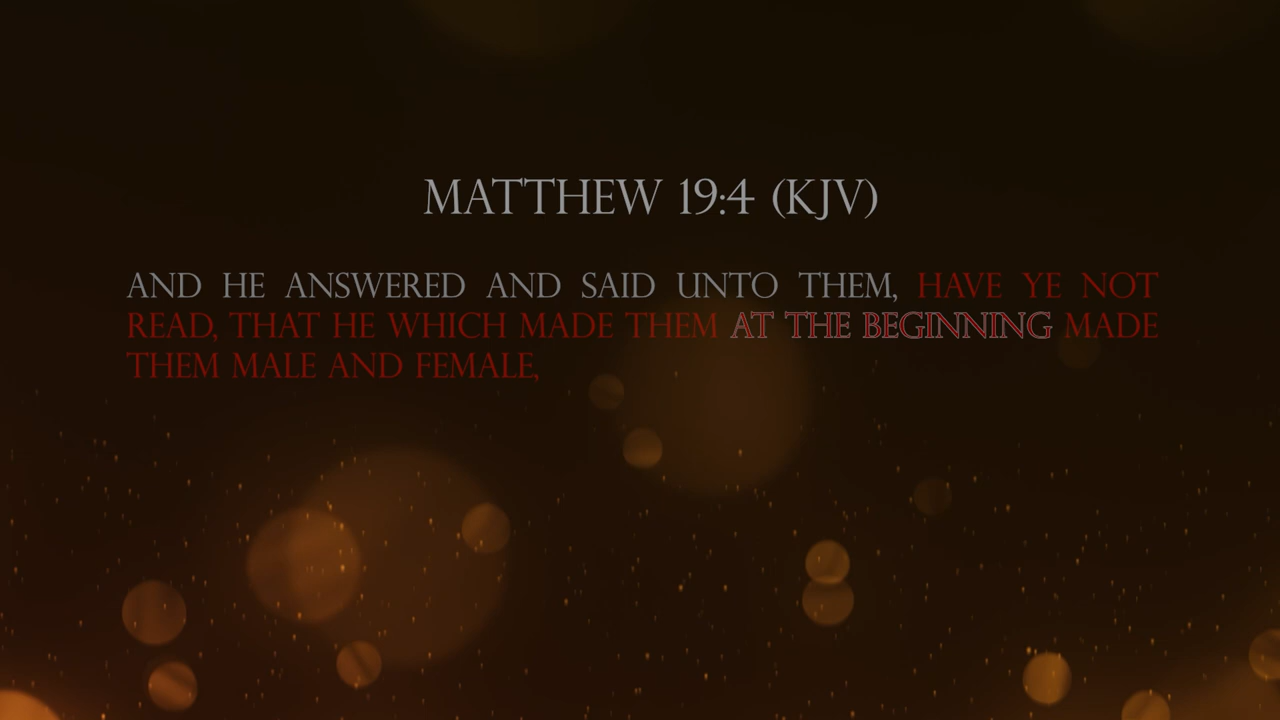 MATTHEW 19:4 (KJV)
AND HE ANSWERED AND SAID UNTO THEM, HAVE YE NOT
READ, THAT HE WHICH MADE THEM AT THE BEGINNING MADE
THEM MALE AND FEMALE,